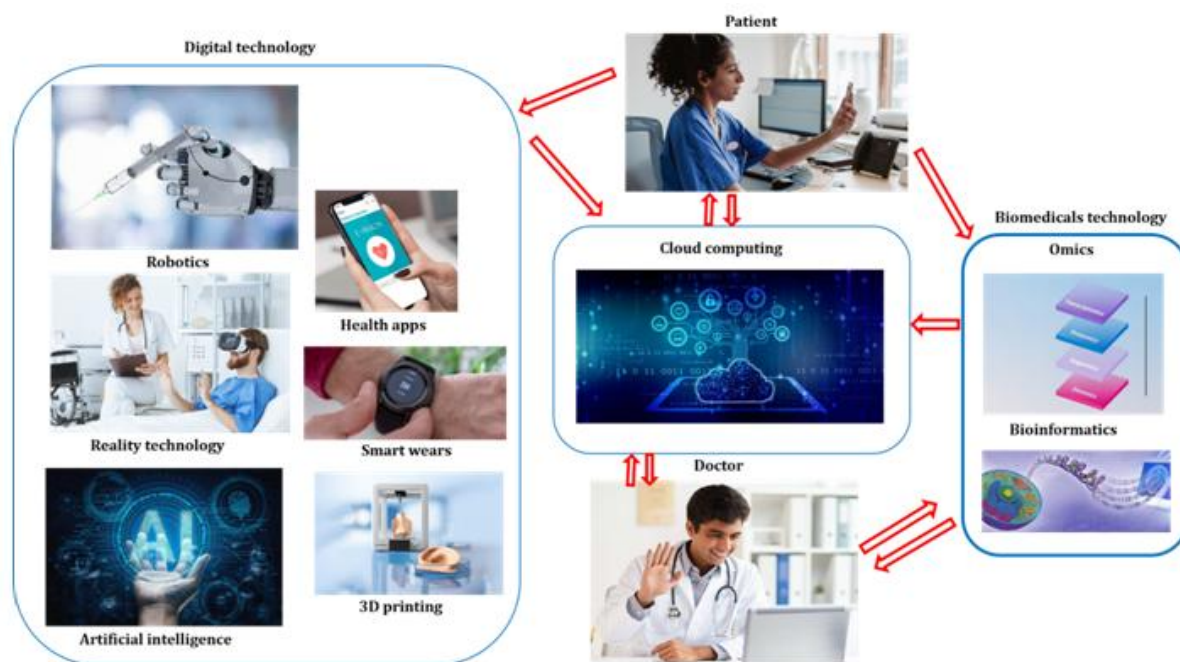 Patient
Digital technology
Robotics
Health apps
Reality technology
Smart wears
Artificial intelligence
3D printing
Cloud computing
Doctor
Biomedicals technology
Omics
Bioinformatics
AI